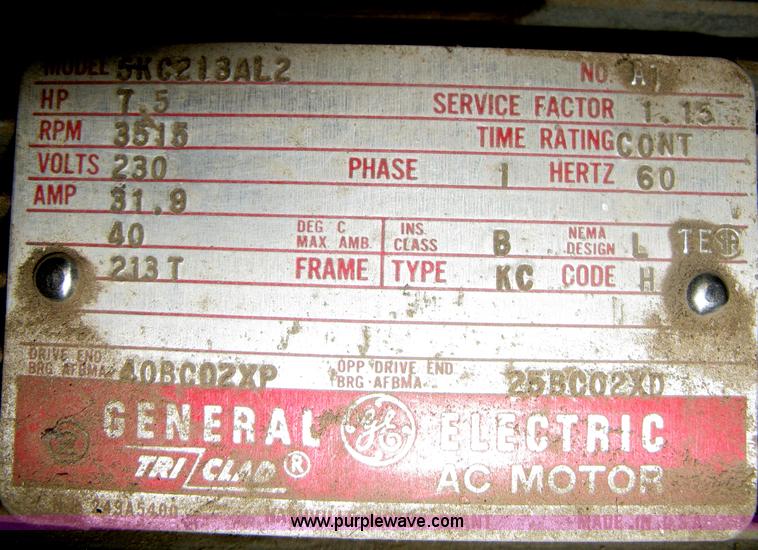 MODEL 5KC213AL2 NO.
HP 7.5 SERVICE FACTOR 1.15
RPM 3515 TIME RATING CONT
VOLTS 230 PHASE 1 HERTZ 60
AMP 31.9
40 DEG C MAX. AMB. INS. CLASS B NEMA DESIGN L
213T FRAME TYPE KC CODE H
DRIVE END BRG AFBMA 40BC02XP OPP DRIVE END BRG AFBMA 25BC02XD
GENERAL GE ELECTRIC
TRI/CLAD ® AC MOTOR
MADE IN U.S.A.
www.purplewave.com